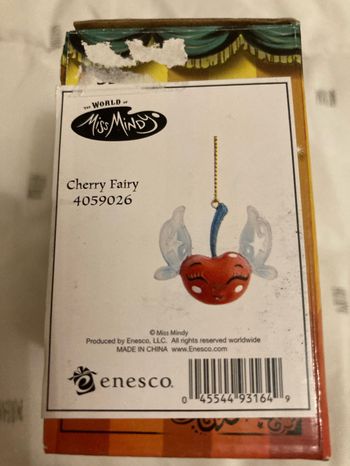 THE WORLD OF
Miss Mindy
Cherry Fairy
4059026
© Miss Mindy
Produced by Enesco, LLC. All rights reserved worldwide
MADE IN CHINA www.Enesco.com
enesco.
0 45544 93164 9